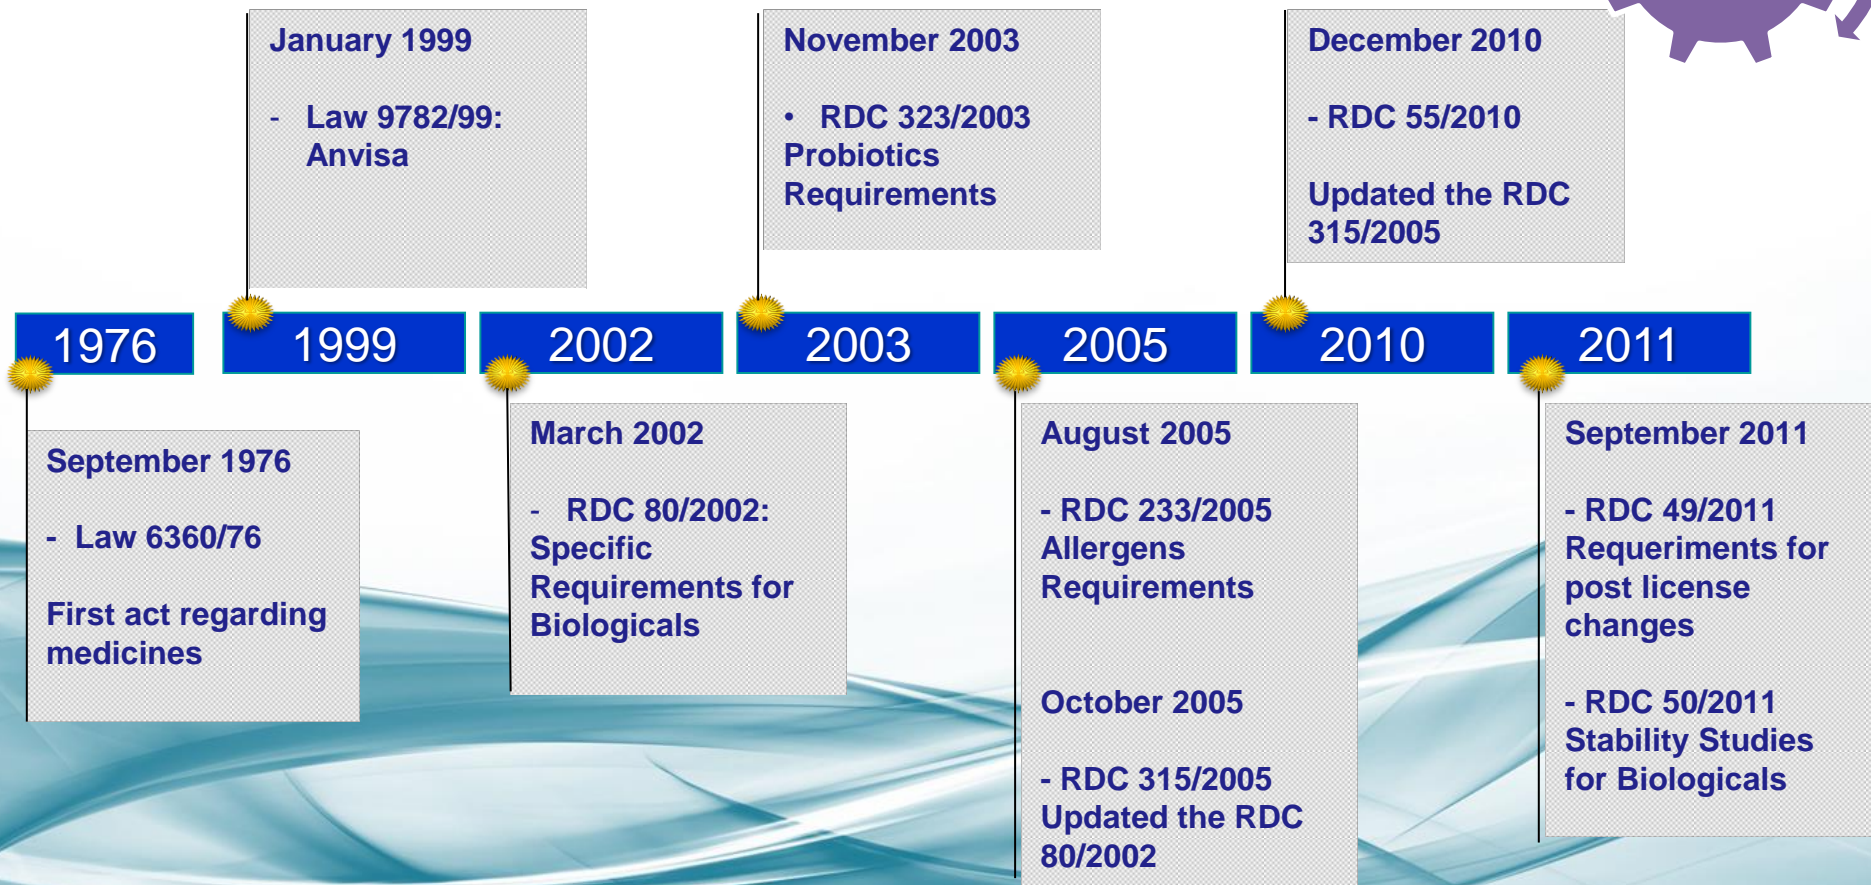 January 1999
- Law 9782/99:
Anvisa
November 2003
• RDC 323/2003
Probiotics
Requirements
December 2010
- RDC 55/2010
Updated the RDC
315/2005
1976
1999
2002
2003
2005
2010
2011
September 1976
- Law 6360/76
First act regarding
medicines
March 2002
- RDC 80/2002:
Specific
Requirements for
Biologicals
August 2005
- RDC 233/2005
Allergens
Requirements
October 2005
- RDC 315/2005
Updated the RDC
80/2002
September 2011
- RDC 49/2011
Requeriments for
post license
changes
- RDC 50/2011
Stability Studies
for Biologicals